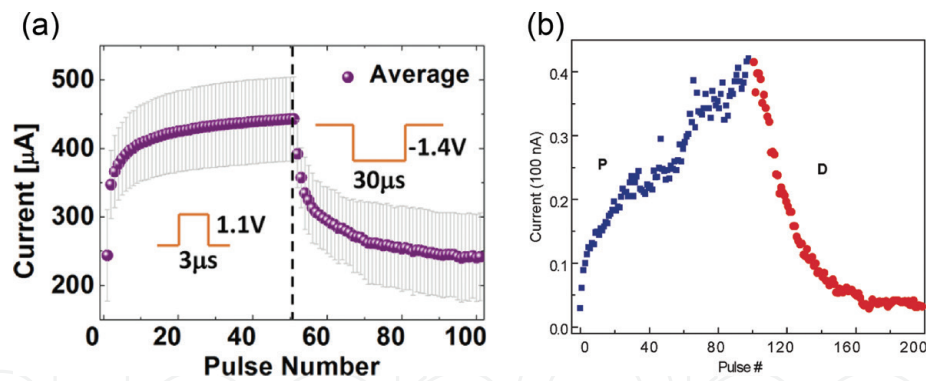 (a)
Current [μA]
500
400
300
200
Average
-1.4V
30μs
1.1V
3μs
0 20 40 60 80 100
Pulse Number
(b)
Current (100 nA)
0.4
0.3
0.2
0.1
0.0
P
D
0 40 80 120 160 200
Pulse #